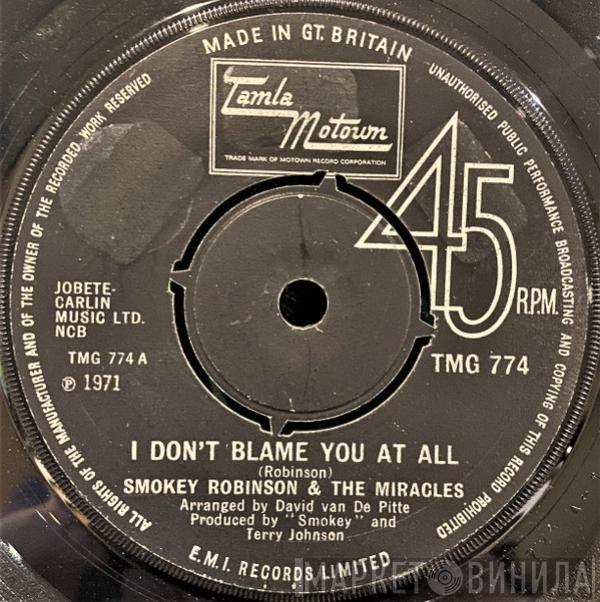 MADE IN GT. BRITAIN
UNAUTHORISED PUBLIC PERFORMANCE BROADCASTING AND COPYING OF THIS RECORD PROHIBITED
ALL RIGHTS OF THE MANUFACTURER AND OF THE OWNER OF THE RECORDED WORK RESERVED
Tamla
Motown
TRADE MARK OF MOTOWN RECORD CORPORATION
45
R.P.M.
JOBETE-
CARLIN
MUSIC LTD.
NCB
TMG 774 A
℗ 1971
TMG 774
I DON'T BLAME YOU AT ALL
(Robinson)
SMOKEY ROBINSON & THE MIRACLES
Arranged by David van De Pitte
Produced by "Smokey" and
Terry Johnson
E.M.I. RECORDS LIMITED
МАРКЕТ ВИНИЛА